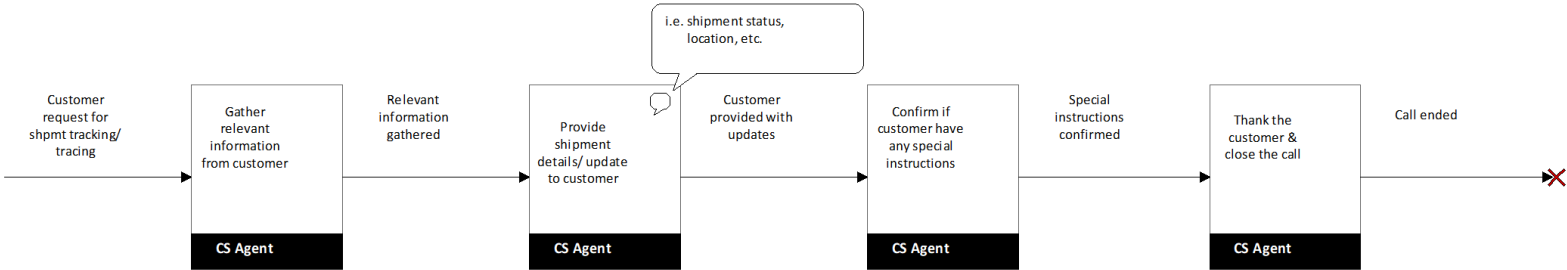 i.e. shipment status,
location, etc.
Customer
request for
shpmt tracking/
tracing
Gather
relevant
information
from customer
CS Agent
Relevant
information
gathered
Provide
shipment
details/ update
to customer
CS Agent
Customer
provided with
updates
Confirm if
customer have
any special
instructions
CS Agent
Special
instructions
confirmed
Thank the
customer &
close the call
CS Agent
Call ended